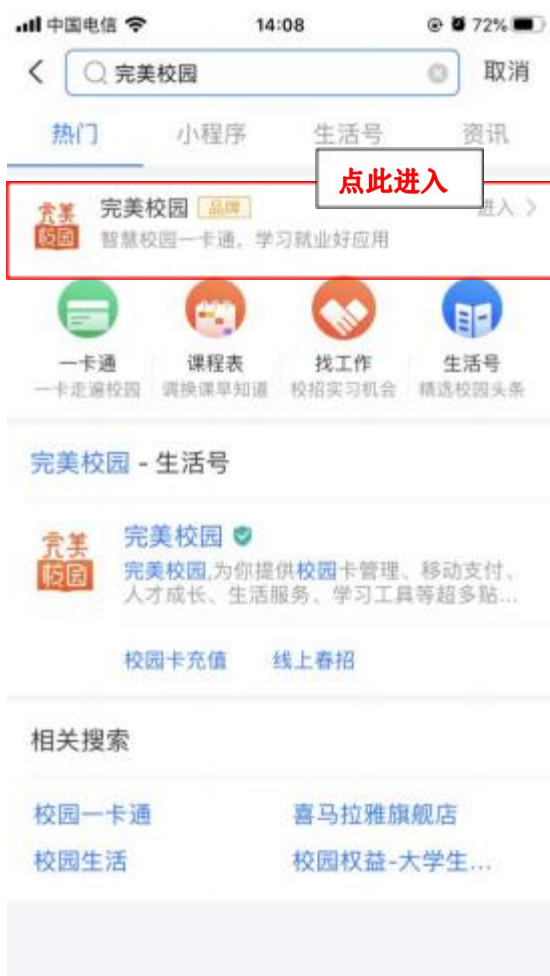 中国电信 14:08 72%
完美校园 取消
热门 小程序 生活号 资讯
点此进入
完美校园 品牌 进入
完美校园
智慧校园一卡通，学习就业好应用
一卡通 课程表 找工作 生活号
一卡走遍校园 调换课早知道 校招实习机会 精选校园头条
完美校园 - 生活号
完美校园
完美校园
完美校园,为你提供校园卡管理、移动支付、
人才成长、生活服务、学习工具等超多贴...
校园卡充值 线上春招
相关搜索
校园一卡通 喜马拉雅旗舰店
校园生活 校园权益-大学生...